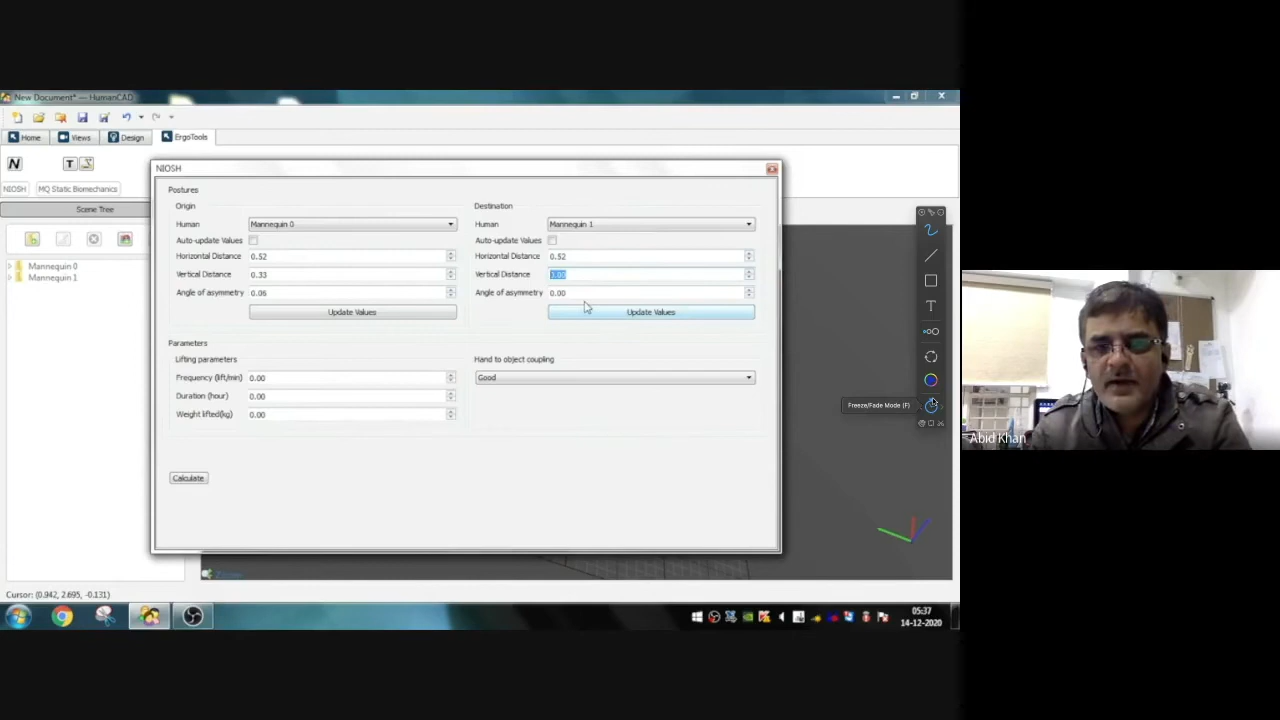 New Document* — HumanCAD
Home
Views
Design
ErgoTools
N
T
NIOSH
MQ Static Biomechanics
Scene Tree
Mannequin 0
Mannequin 1
NIOSH
Postures
Origin
Human
Mannequin 0
Auto-update Values
Horizontal Distance
0.52
Vertical Distance
0.33
Angle of asymmetry
0.06
Update Values
Destination
Human
Mannequin 1
Auto-update Values
Horizontal Distance
0.52
Vertical Distance
Angle of asymmetry
0.00
Update Values
Parameters
Lifting parameters
Frequency (lift/min)
0.00
Duration (hour)
0.00
Weight lifted(kg)
0.00
Hand to object coupling
Good
Calculate
T
Freeze/Fade Mode (F)
Abid Khan
Cursor: (0.942, 2.695, -0.131)
05:37
14-12-2020